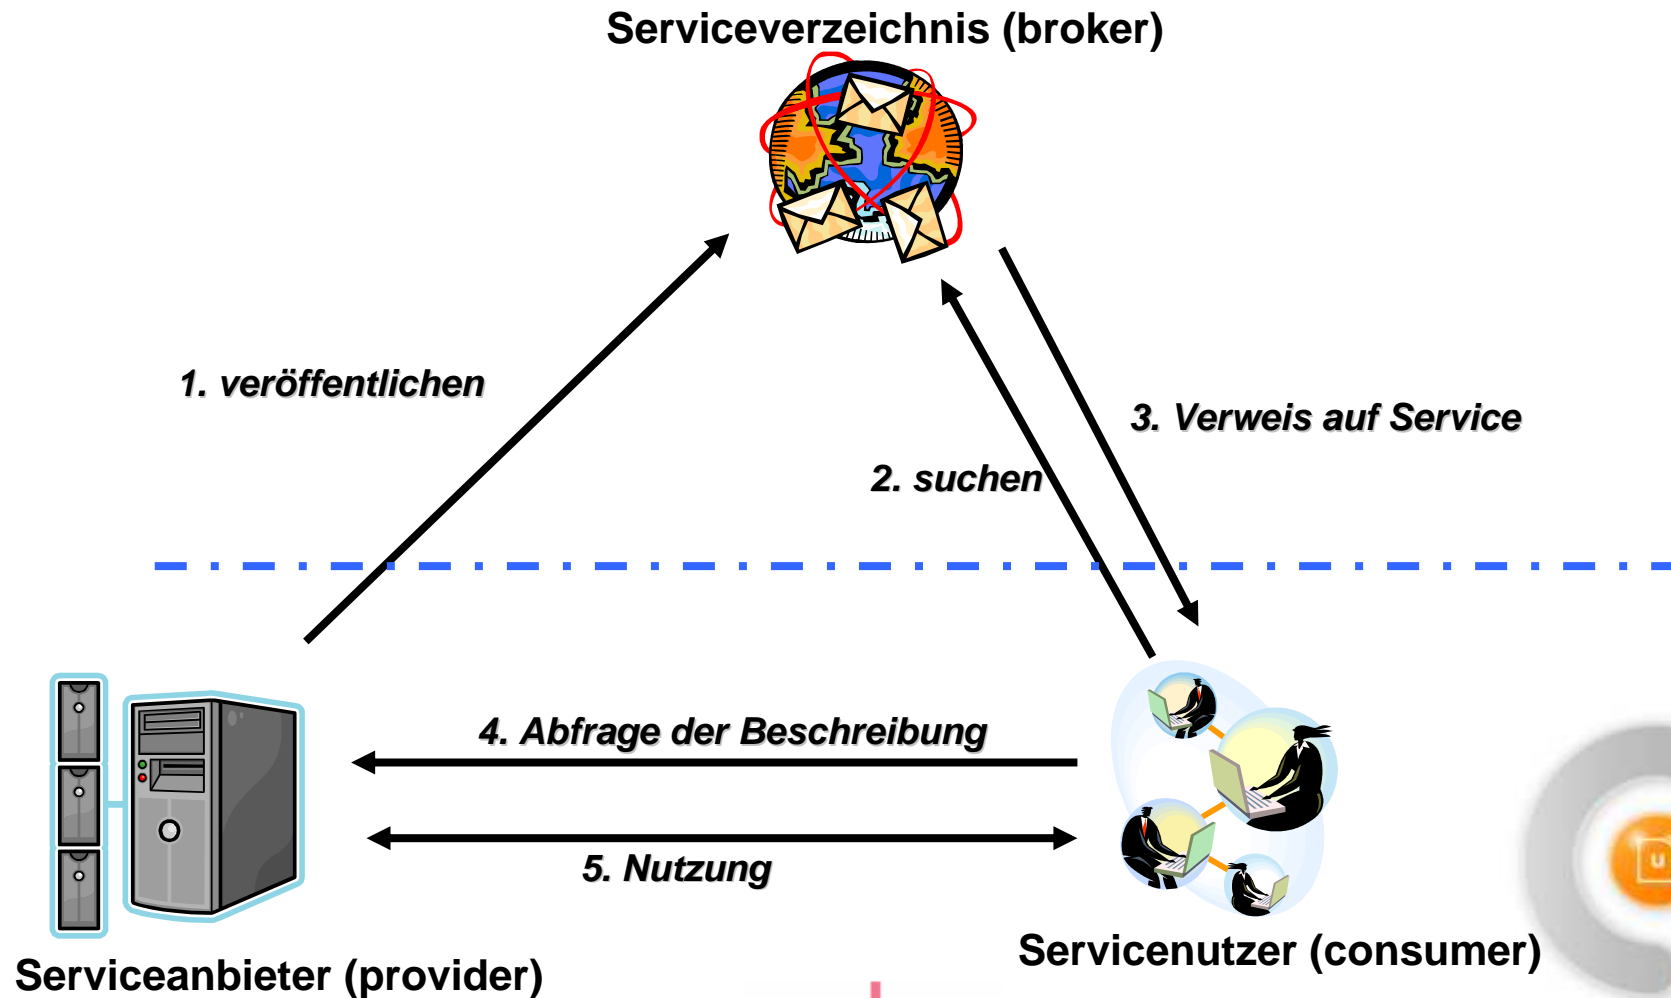 Serviceverzeichnis (broker)
1. veröffentlichen
3. Verweis auf Service
2. suchen
4. Abfrage der Beschreibung
5. Nutzung
Servicenutzer (consumer)
Serviceanbieter (provider)
u